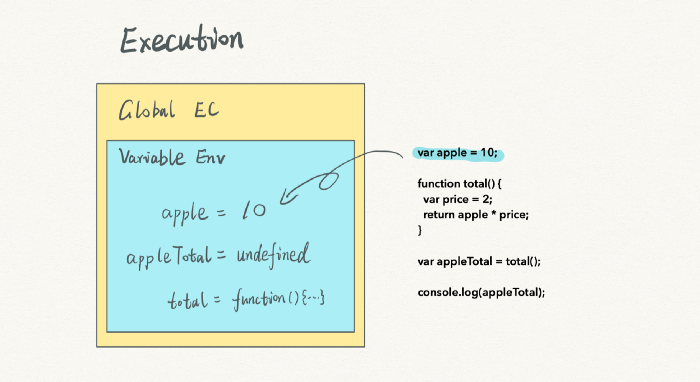 Execution
Global EC
Variable Env
apple = 10
appleTotal = undefined
total = function(){...}
var apple = 10;
function total() {
var price = 2;
return apple * price;
}
var appleTotal = total();
console.log(appleTotal);